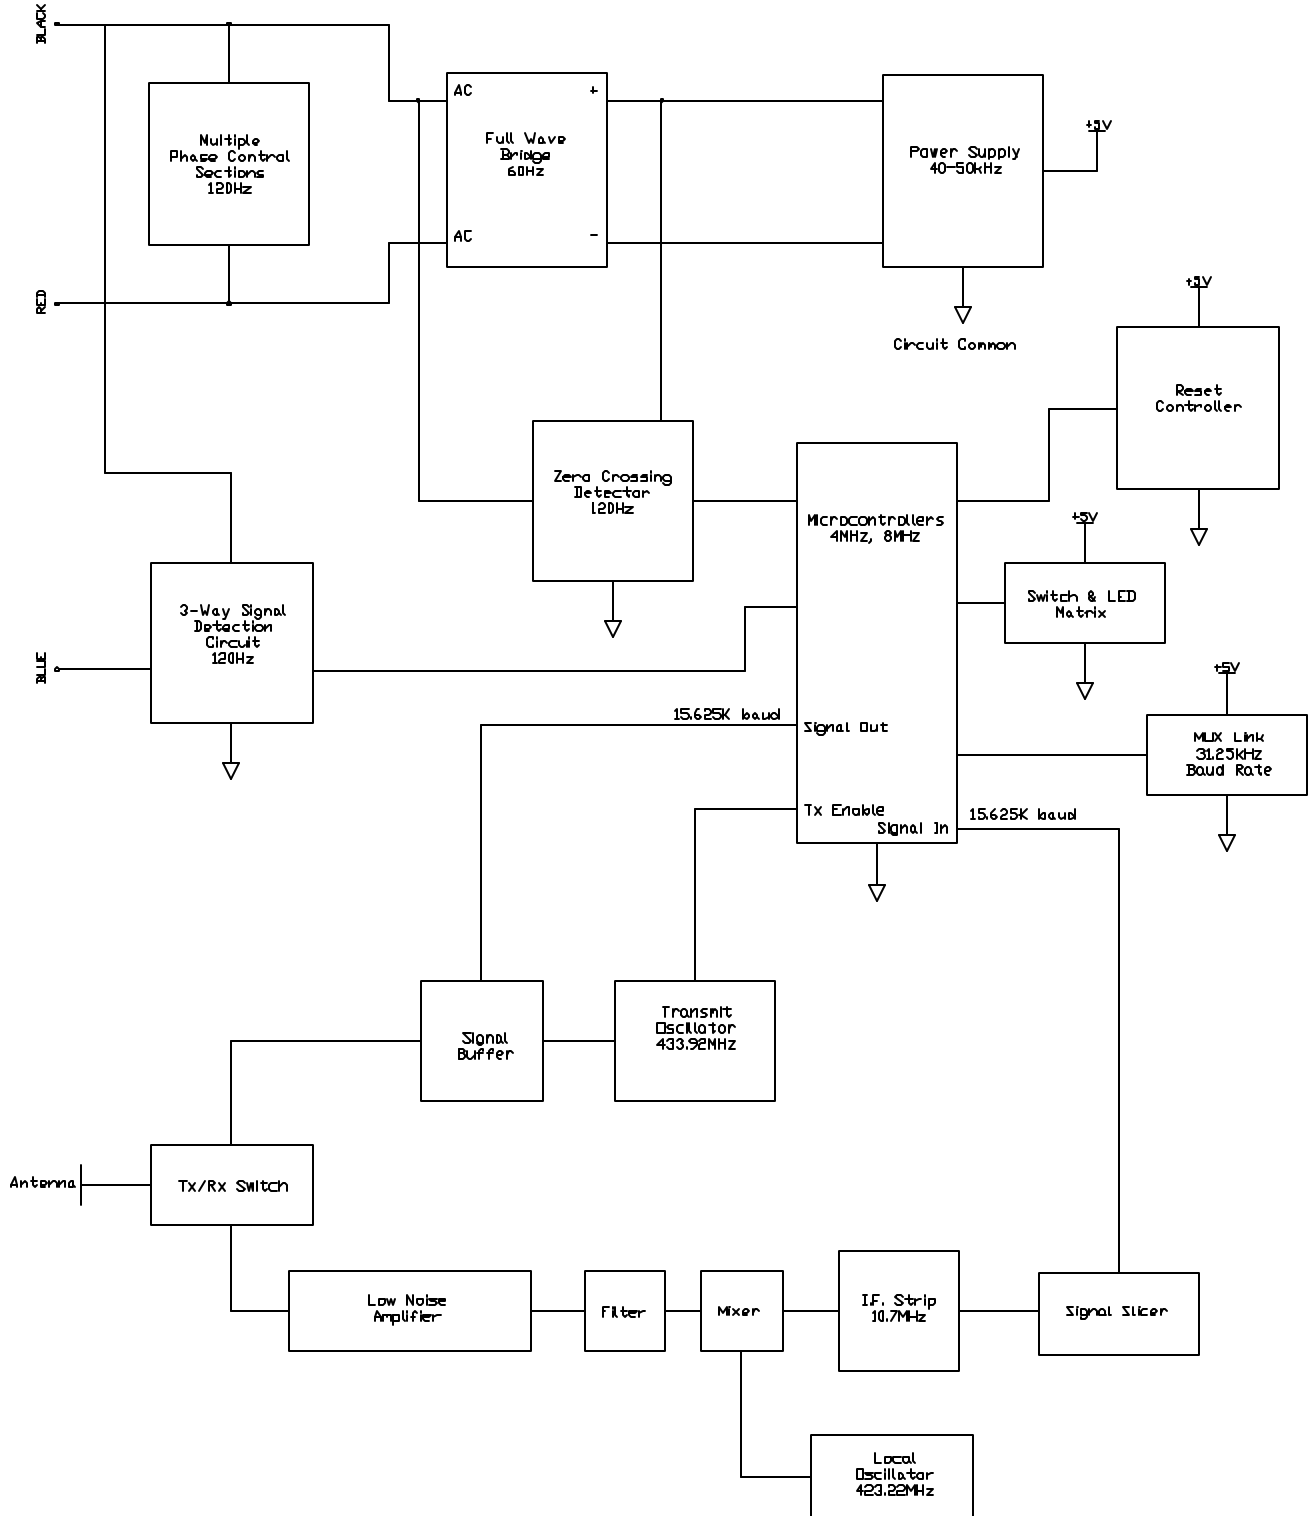 BLACK
Multiple
Phase Control
Sections
120Hz
AC
+
Full Wave
Bridge
60Hz
AC
-
Power Supply
40-50kHz
+5V
Circuit Common
RED
+5V
Reset
Controller
Zero Crossing
Detector
120Hz
Microcontrollers
4MHz, 8MHz
+5V
Switch & LED
Matrix
3-Way Signal
Detection
Circuit
120Hz
BLUE
15.625K baud
Signal Out
+5V
MUX Link
31.25kHz
Baud Rate
Tx Enable
Signal In
15.625K baud
Signal
Buffer
Transmit
Oscillator
433.92MHz
Antenna
Tx/Rx Switch
Low Noise
Amplifier
Filter
Mixer
I.F. Strip
10.7MHz
Signal Slicer
Local
Oscillator
423.22MHz